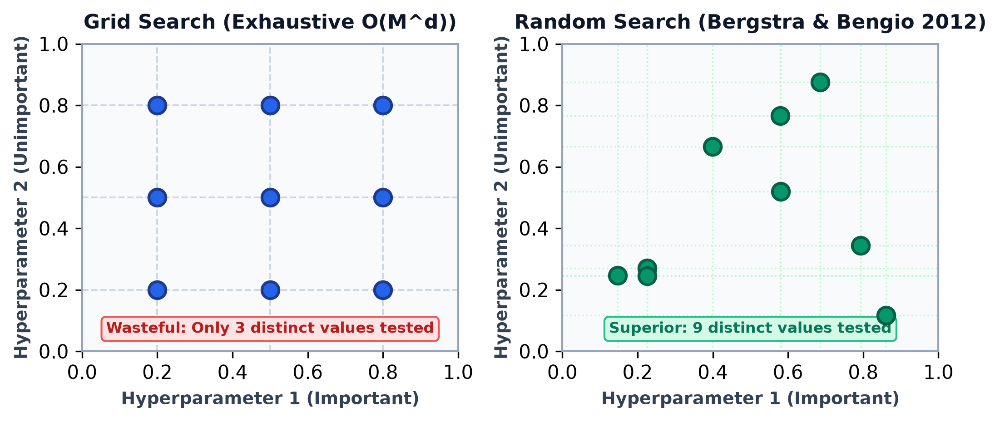 Grid Search (Exhaustive O(M^d))
Hyperparameter 2 (Unimportant)
1.0
0.8
0.6
0.4
0.2
0.0
Wasteful: Only 3 distinct values tested
0.0 0.2 0.4 0.6 0.8 1.0
Hyperparameter 1 (Important)
Random Search (Bergstra & Bengio 2012)
Hyperparameter 2 (Unimportant)
1.0
0.8
0.6
0.4
0.2
0.0
Superior: 9 distinct values tested
0.0 0.2 0.4 0.6 0.8 1.0
Hyperparameter 1 (Important)